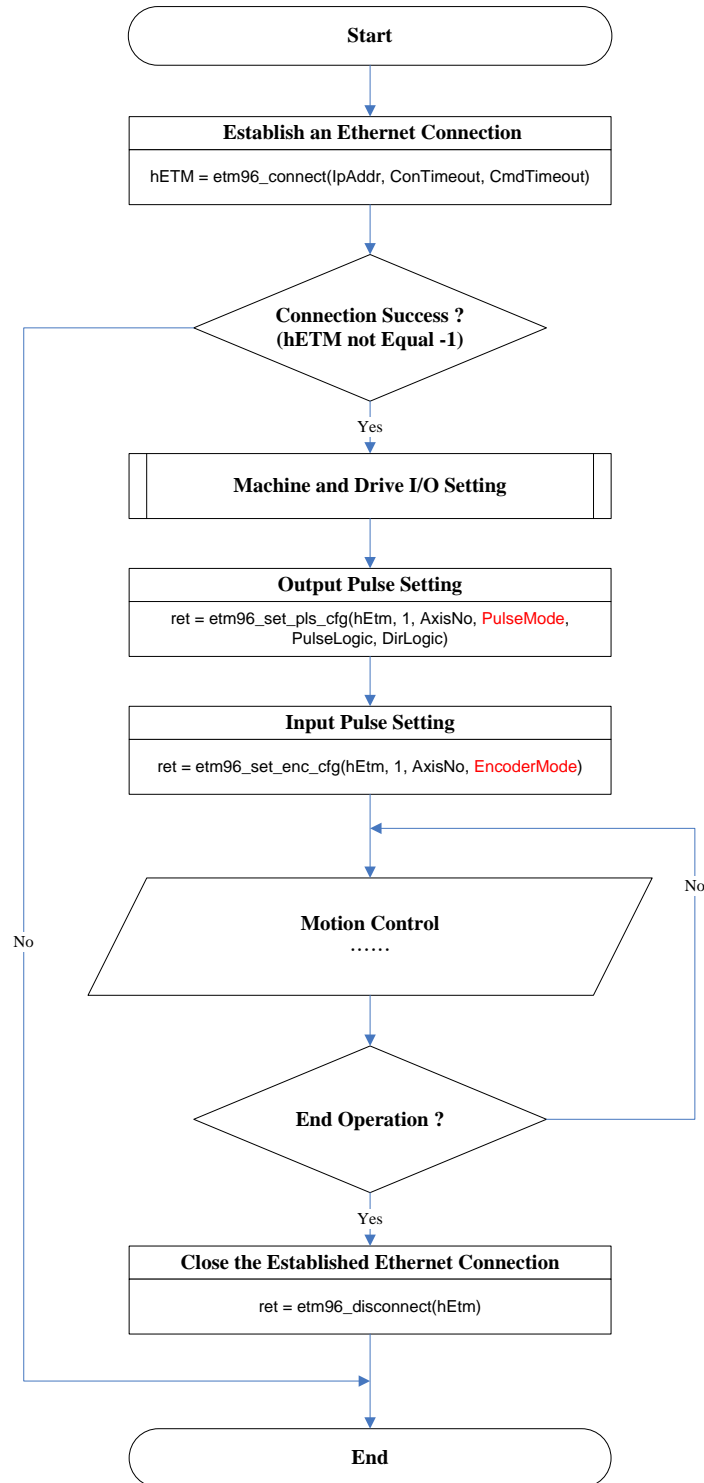 Start
Establish an Ethernet Connection
hETM = etm96_connect(IpAddr, ConTimeout, CmdTimeout)
Connection Success ?
(hETM not Equal -1)
Yes
Machine and Drive I/O Setting
Output Pulse Setting
ret = etm96_set_pls_cfg(hEtm, 1, AxisNo, PulseMode,
PulseLogic, DirLogic)
Input Pulse Setting
ret = etm96_set_enc_cfg(hEtm, 1, AxisNo, EncoderMode)
No
Motion Control
……
No
End Operation ?
Yes
Close the Established Ethernet Connection
ret = etm96_disconnect(hEtm)
End